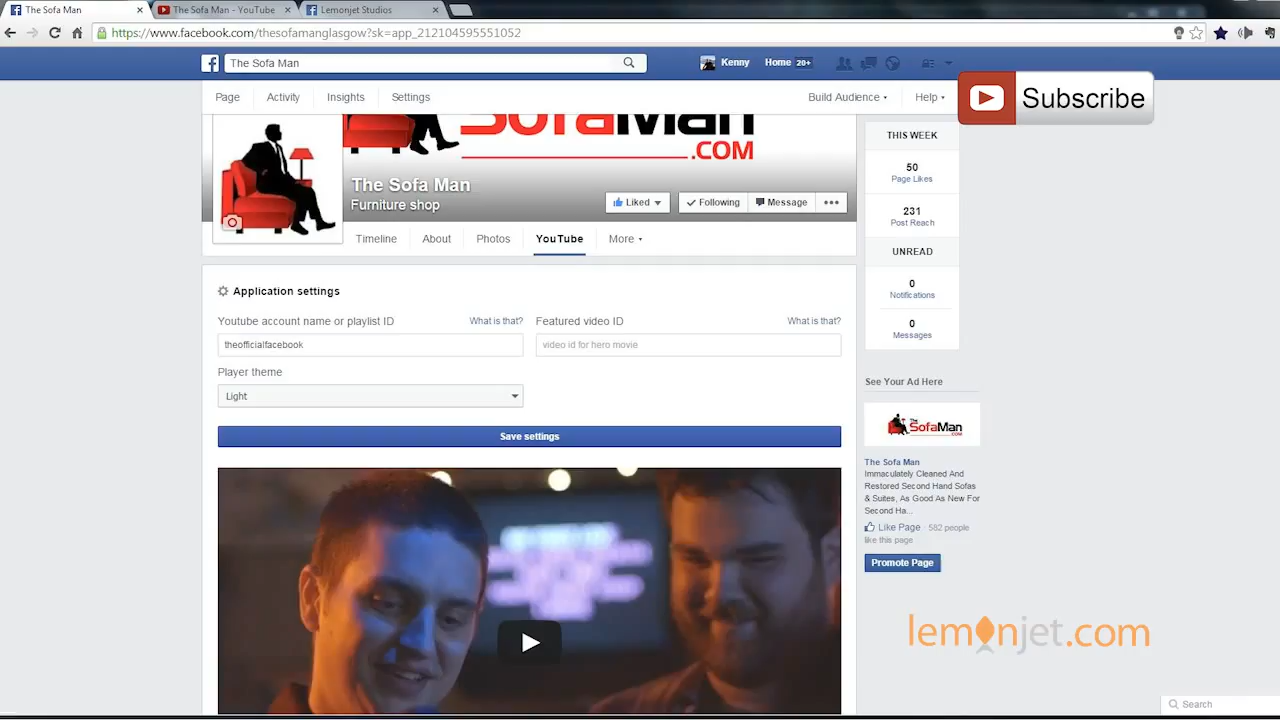 The Sofa Man
The Sofa Man - YouTube
Lemonjet Studios
https://www.facebook.com/thesofamanglasgow?sk=app_212104595551052
The Sofa Man
Kenny
Home 20+
Page
Activity
Insights
Settings
Build Audience
Help
Subscribe
SofaMan
.COM
The Sofa Man
Furniture shop
Liked
Following
Message
Timeline
About
Photos
YouTube
More
THIS WEEK
50
Page Likes
231
Post Reach
UNREAD
0
Notifications
0
Messages
Application settings
Youtube account name or playlist ID
What is that?
Featured video ID
What is that?
theofficialfacebook
video id for hero movie
Player theme
Light
Save settings
See Your Ad Here
The SofaMan
.COM
The Sofa Man
Immaculately Cleaned And
Restored Second Hand Sofas
& Suites, As Good As New For
Second Ha...
Like Page · 582 people
like this page
Promote Page
lemonjet.com
Search